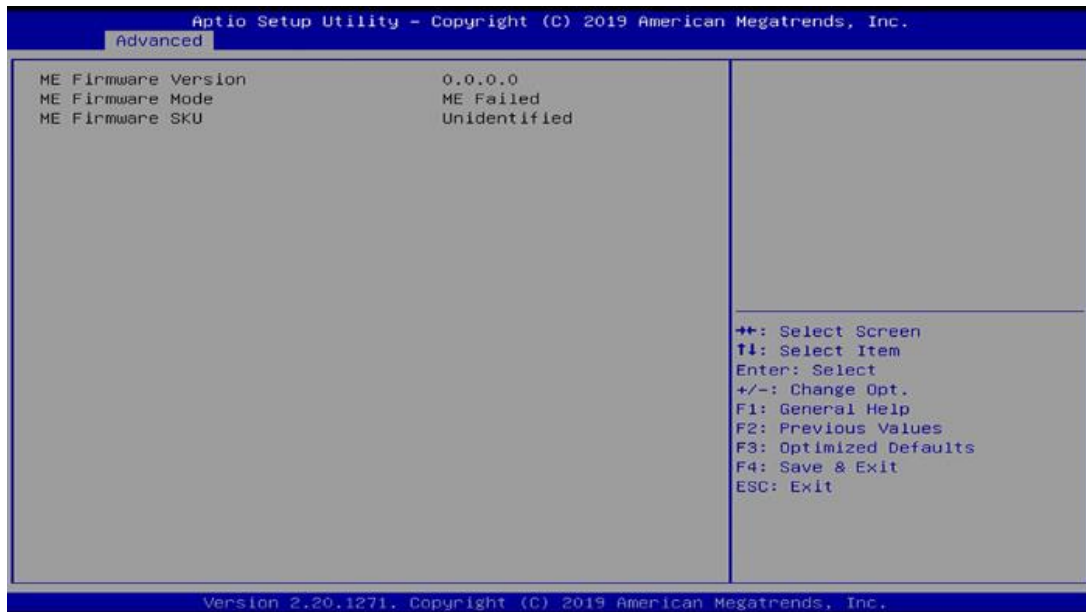 Aptio Setup Utility – Copyright (C) 2019 American Megatrends, Inc.
Advanced
ME Firmware Version 0.0.0.0
ME Firmware Mode ME Failed
ME Firmware SKU Unidentified
→←: Select Screen
↑↓: Select Item
Enter: Select
+/-: Change Opt.
F1: General Help
F2: Previous Values
F3: Optimized Defaults
F4: Save & Exit
ESC: Exit
Version 2.20.1271. Copyright (C) 2019 American Megatrends, Inc.